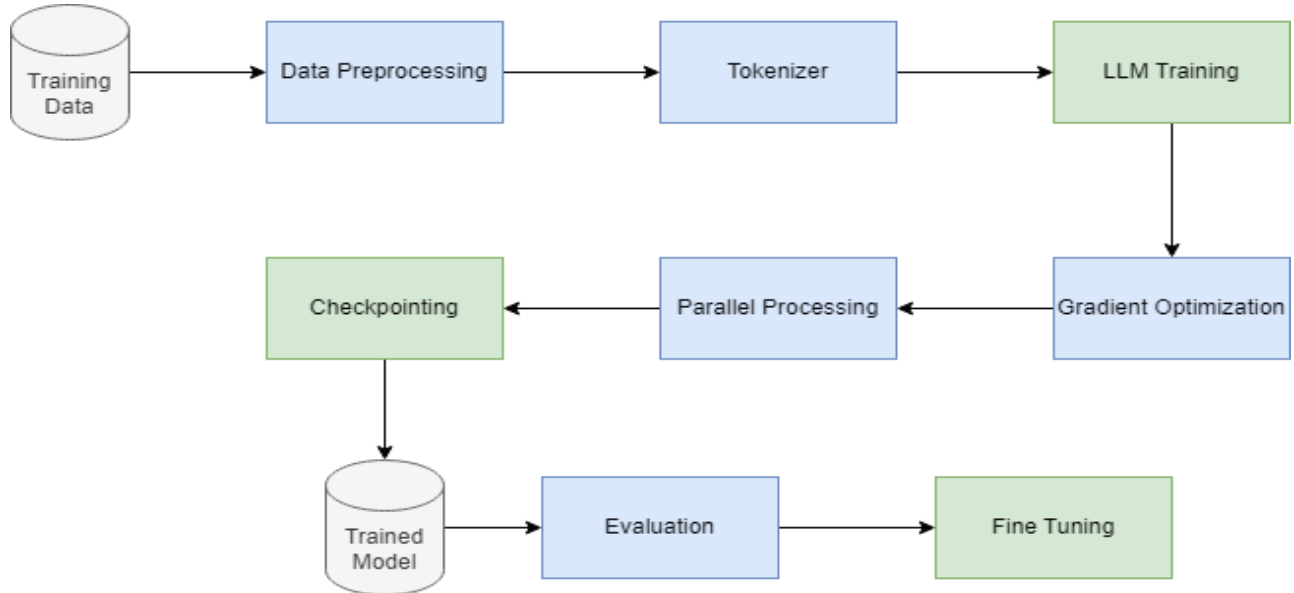 Training
Data
Data Preprocessing
Tokenizer
LLM Training
Checkpointing
Parallel Processing
Gradient Optimization
Trained
Model
Evaluation
Fine Tuning